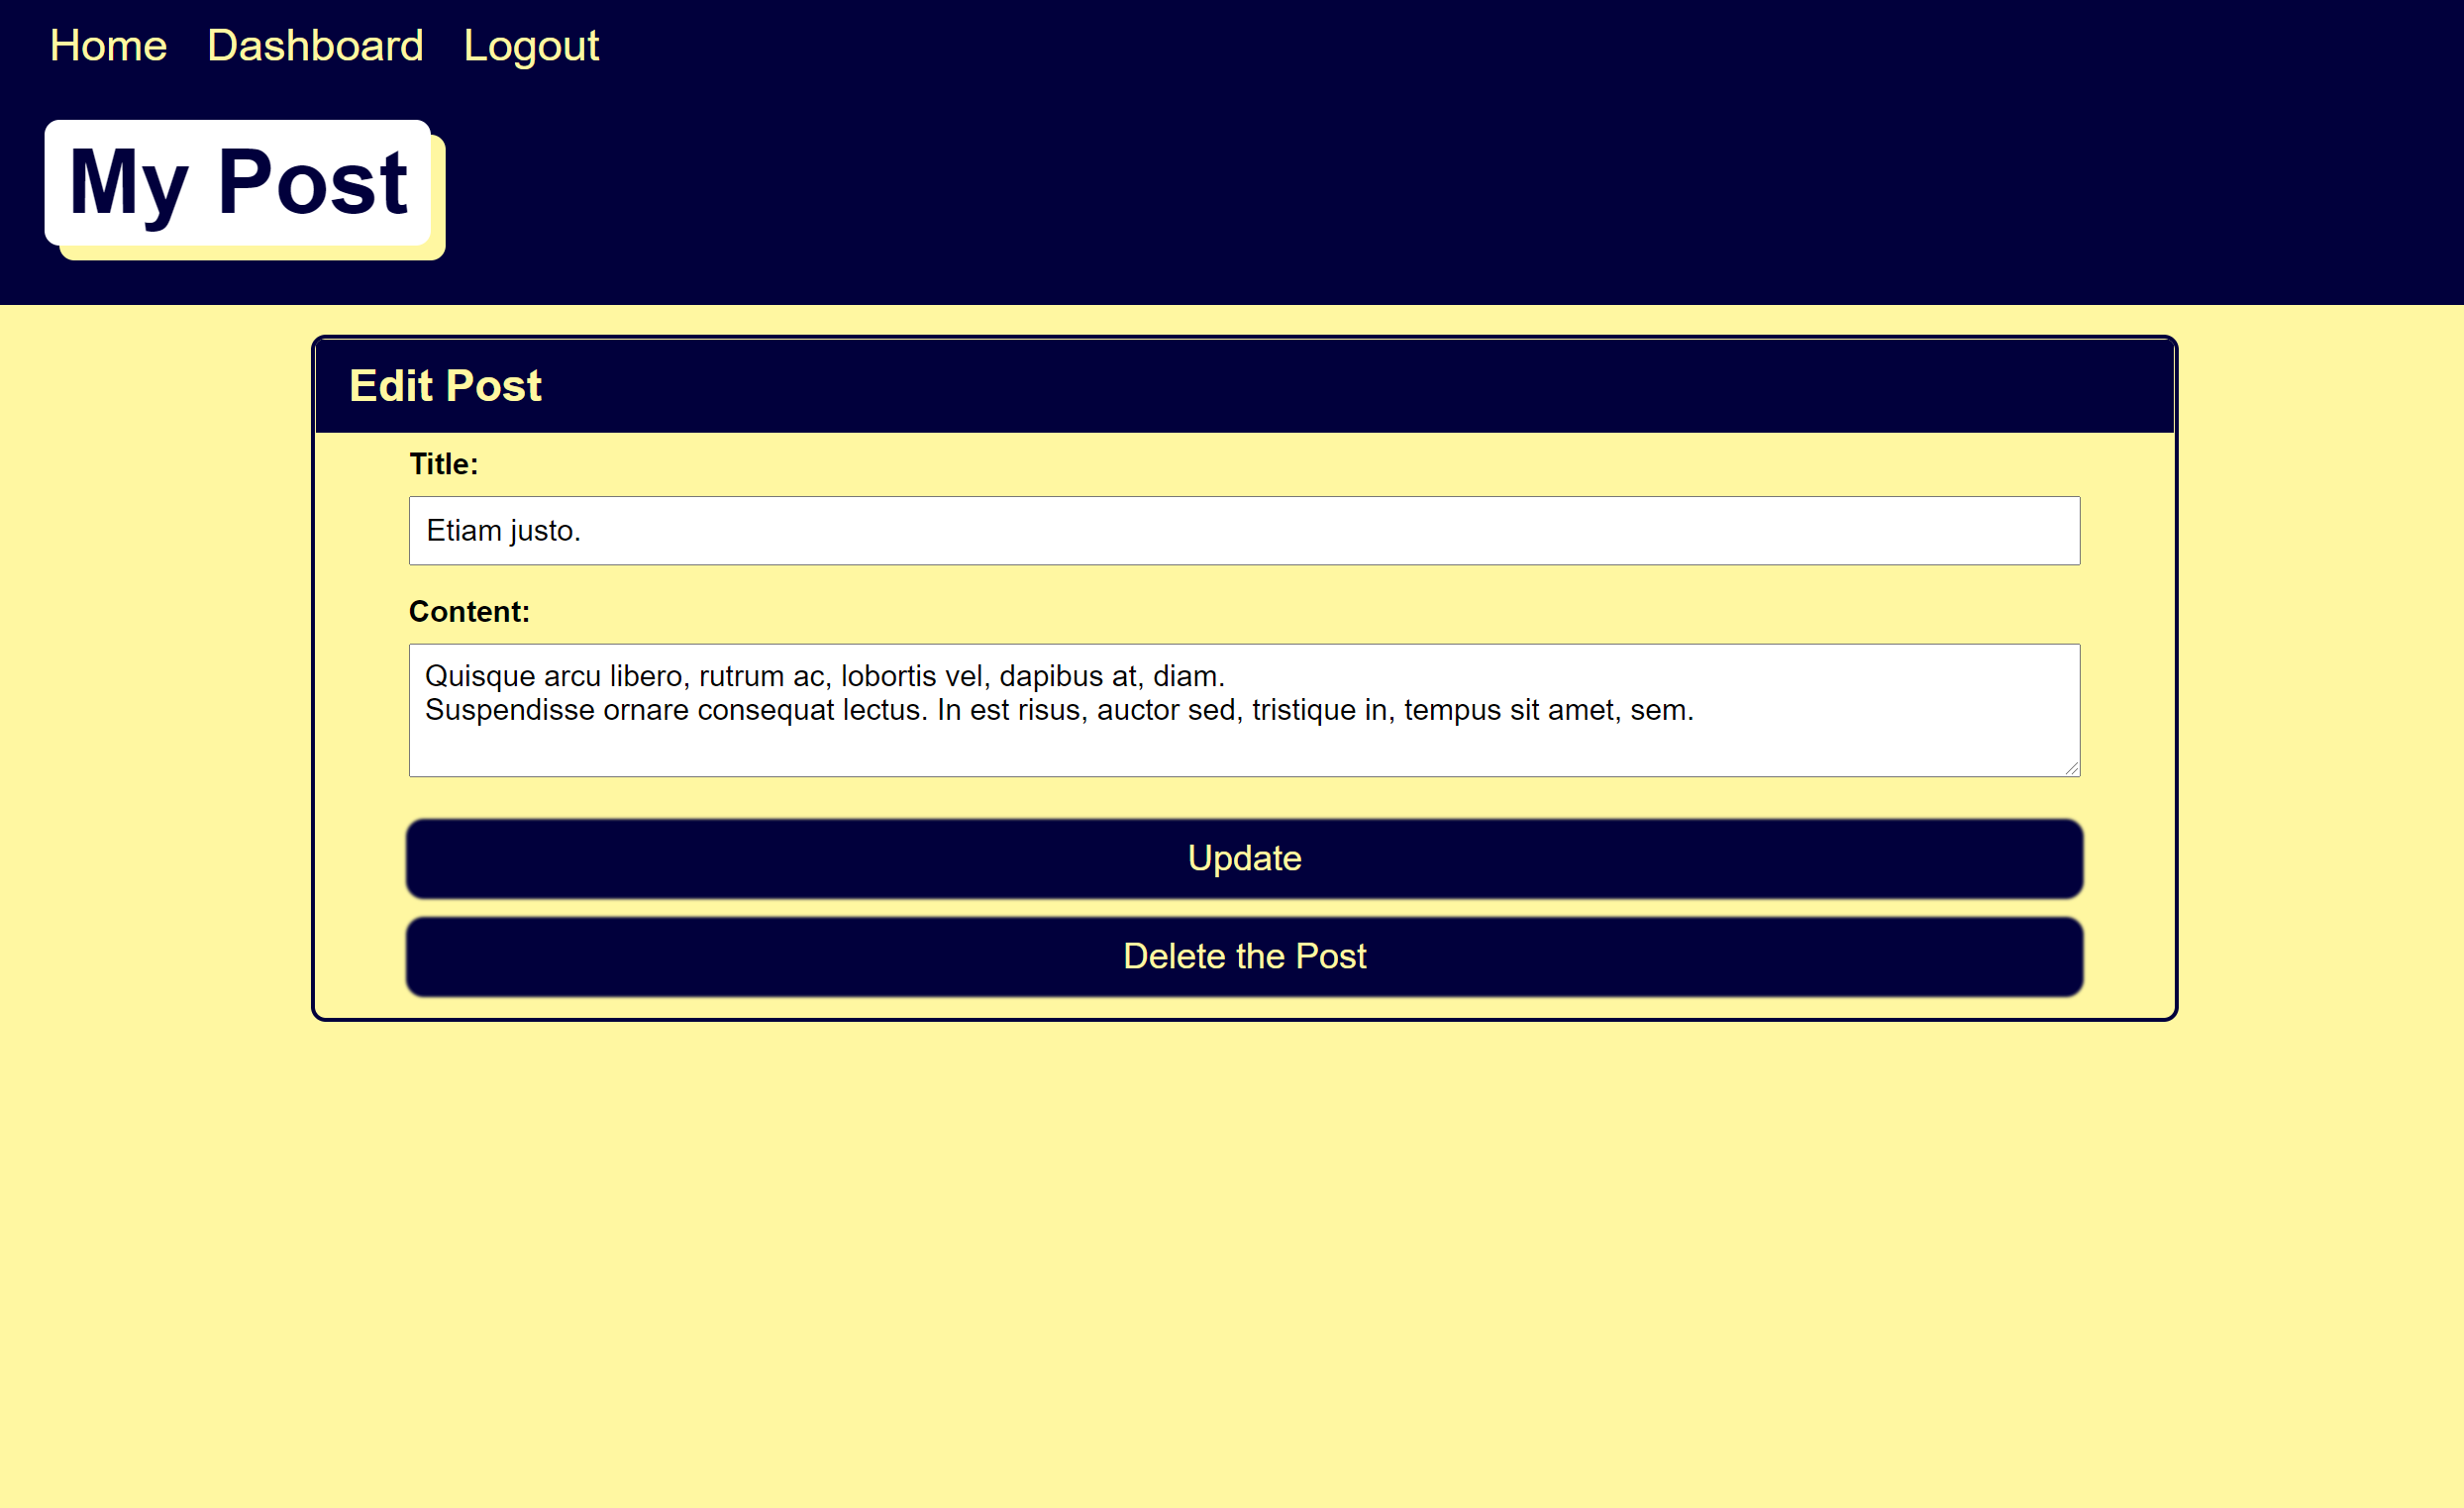 Home Dashboard Logout
My Post
Edit Post
Title:
Etiam justo.
Content:
Quisque arcu libero, rutrum ac, lobortis vel, dapibus at, diam.
Suspendisse ornare consequat lectus. In est risus, auctor sed, tristique in, tempus sit amet, sem.
Update
Delete the Post